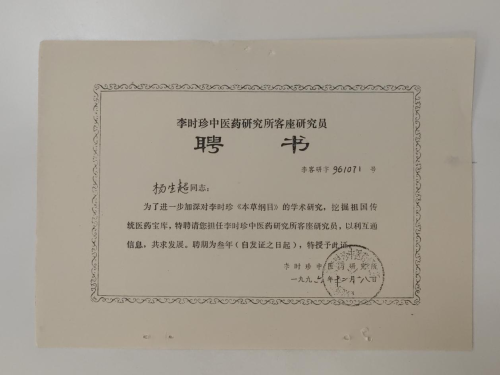 李时珍中医药研究所客座研究员
聘 书
李客研字 961071 号
杨生超同志:
为了进一步加深对李时珍《本草纲目》的学术研究,挖掘祖国传
统医药宝库,特聘请您担任李时珍中医药研究所客座研究员,以利互通
信息,共求发展。聘期为叁年(自发证之日起),特授予此证。
李时珍中医药研究所
一九九六年十一月十八日